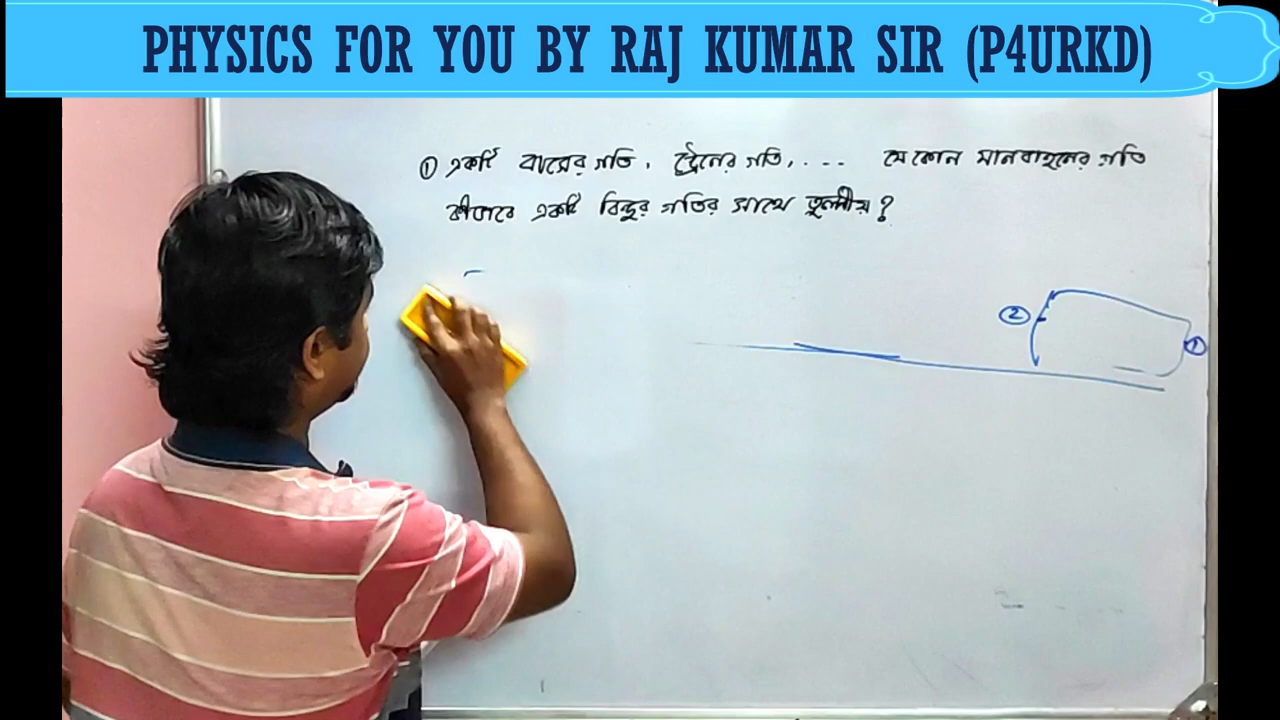 PHYSICS FOR YOU BY RAJ KUMAR SIR (P4URKD)
① একটি বাসের গতি, ট্রেনের গতি, . . . যে কোন যানবাহনের গতি
কীভাবে একটি বিন্দুর গতির সাথে তুলনীয় ?
②
①